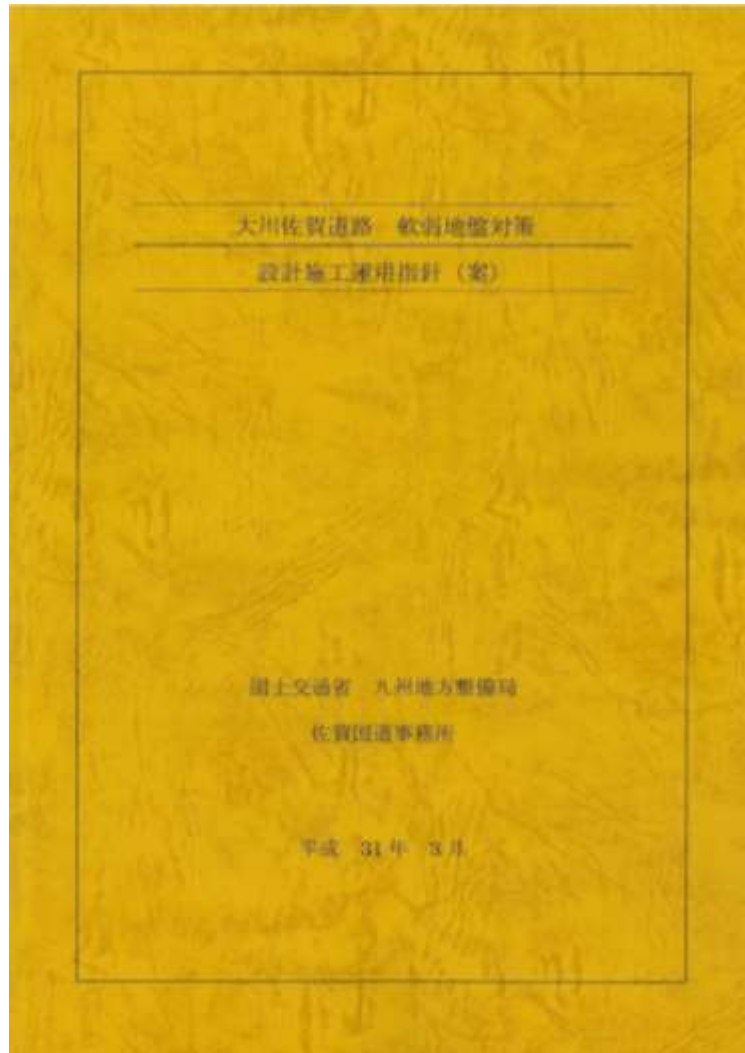 大川佐賀道路　軟弱地盤対策
設計施工運用指針（案）
国土交通省　九州地方整備局
佐賀国道事務所
平成　31年　3月